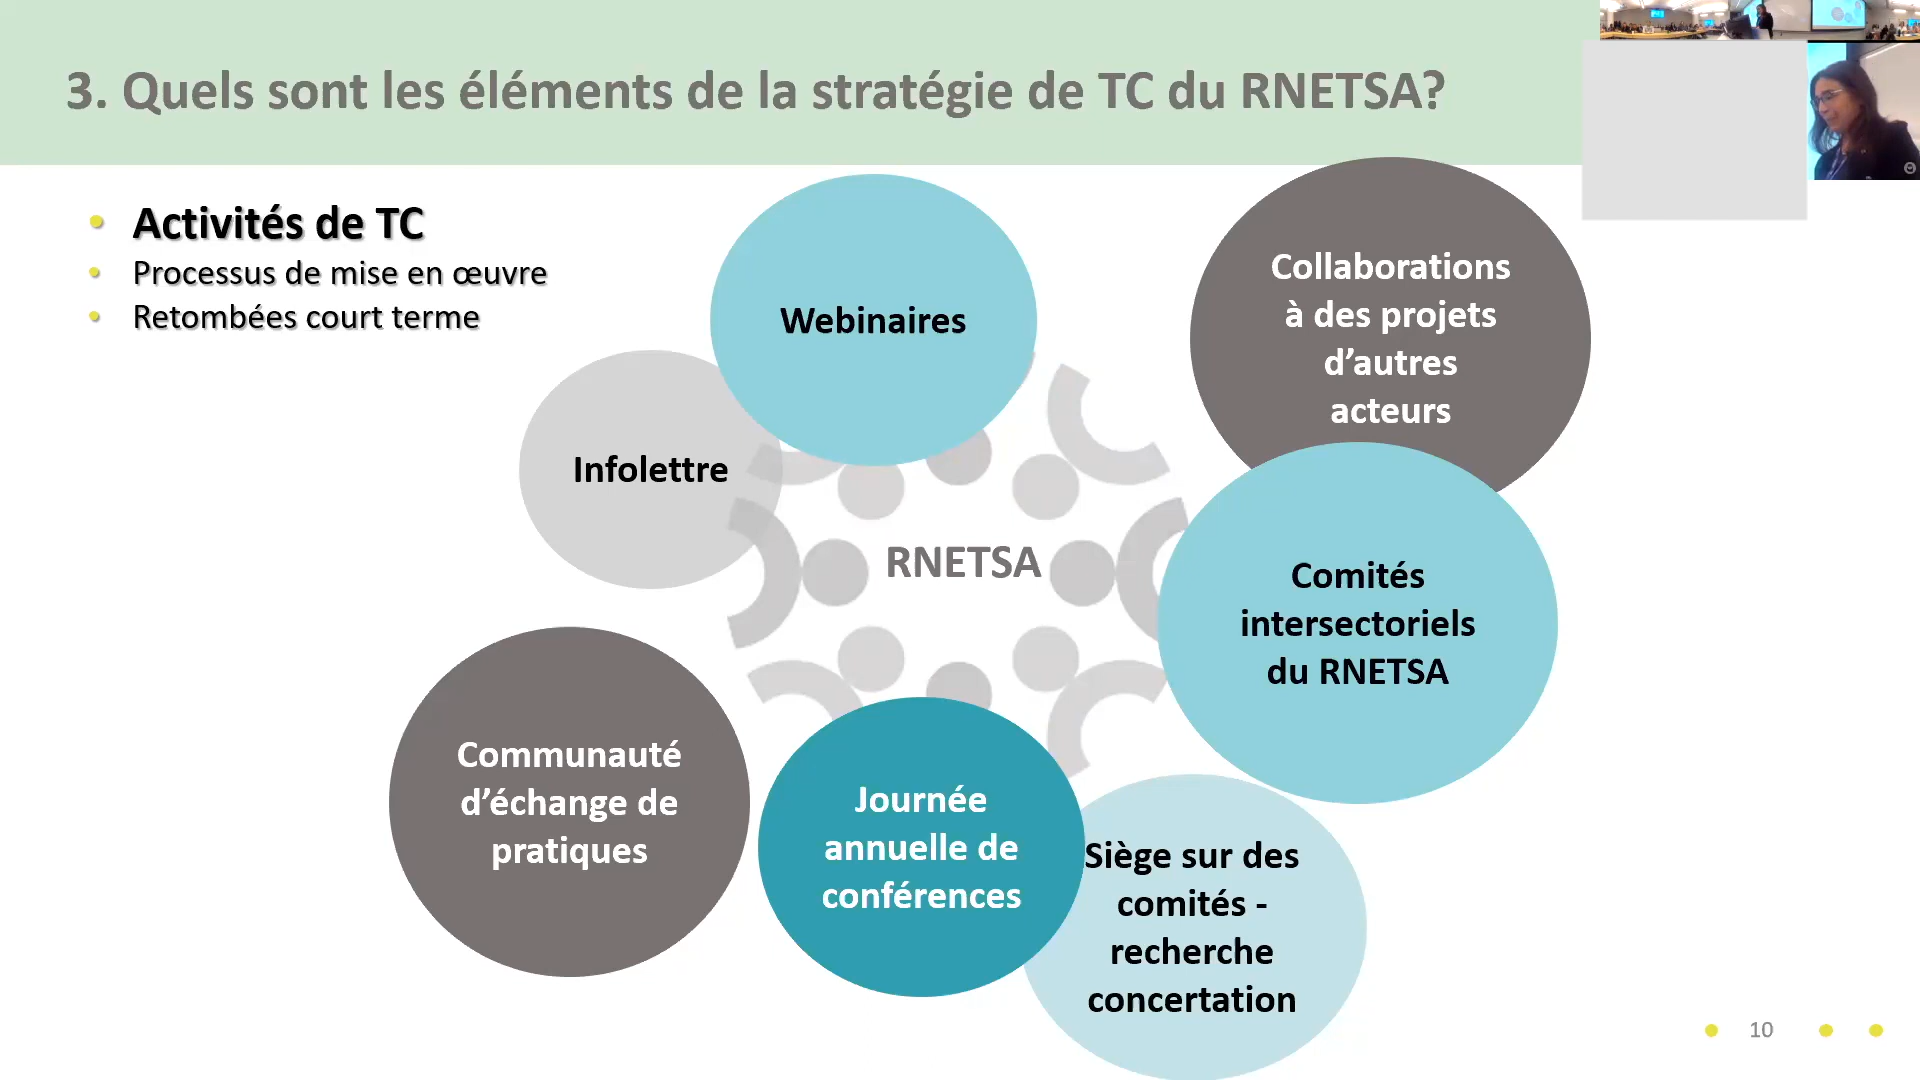 3. Quels sont les éléments de la stratégie de TC du RNETSA?
• Activités de TC
• Processus de mise en œuvre
• Retombées court terme
Webinaires
Collaborations
à des projets
d’autres
acteurs
Infolettre
RNETSA
Comités
intersectoriels
du RNETSA
Communauté
d’échange de
pratiques
Journée
annuelle de
conférences
Siège sur des
comités -
recherche
concertation
10